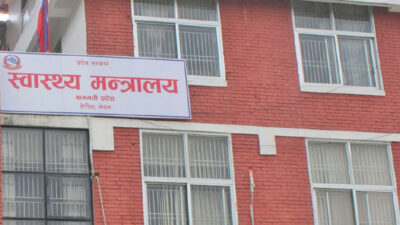 प्रदेश सरकार
स्वास्थ्य मन्त्रालय
बागमती प्रदेश
हेटौंडा, नेपाल